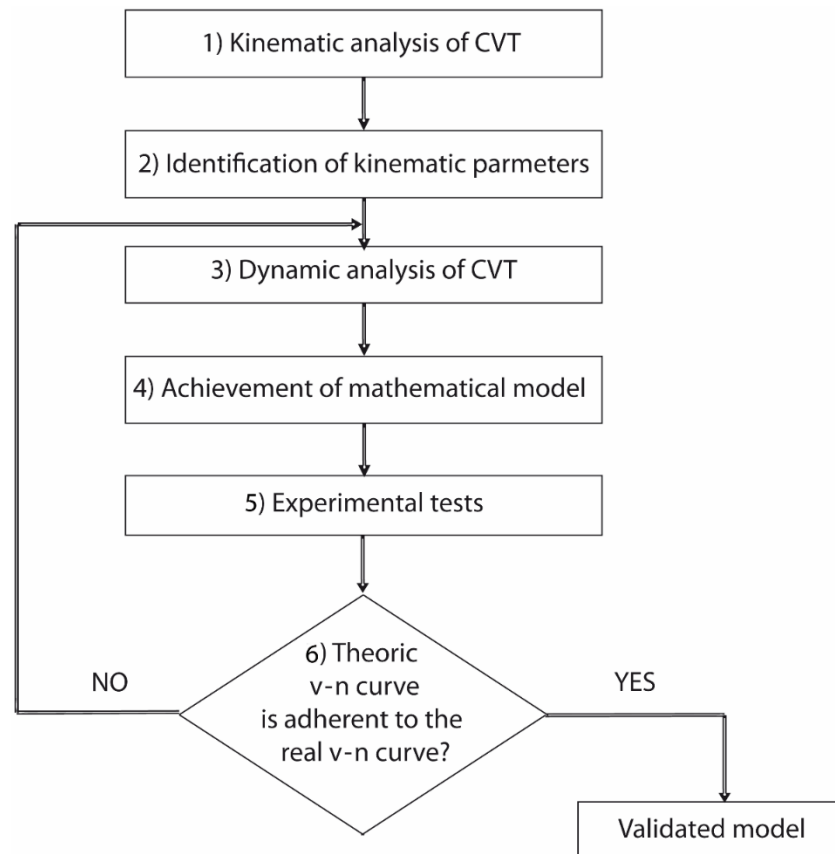 1) Kinematic analysis of CVT
2) Identification of kinematic parmeters
3) Dynamic analysis of CVT
4) Achievement of mathematical model
5) Experimental tests
6) Theoric
v-n curve
is adherent to the
real v-n curve?
NO
YES
Validated model